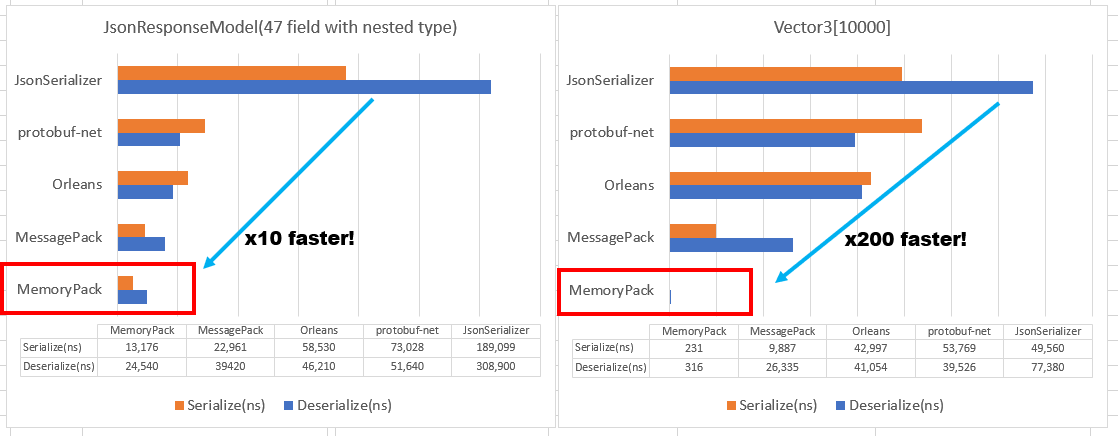 JsonResponseModel(47 field with nested type)
JsonSerializer
protobuf-net
Orleans
MessagePack
x10 faster!
MemoryPack
MemoryPack MessagePack Orleans protobuf-net JsonSerializer
Serialize(ns) 13,176 22,961 58,530 73,028 189,099
Deserialize(ns) 24,540 39420 46,210 51,640 308,900
Serialize(ns) Deserialize(ns)
Vector3[10000]
JsonSerializer
protobuf-net
Orleans
MessagePack
x200 faster!
MemoryPack
MemoryPack MessagePack Orleans protobuf-net JsonSerializer
Serialize(ns) 231 9,887 42,997 53,769 49,560
Deserialize(ns) 316 26,335 41,054 39,526 77,380
Serialize(ns) Deserialize(ns)